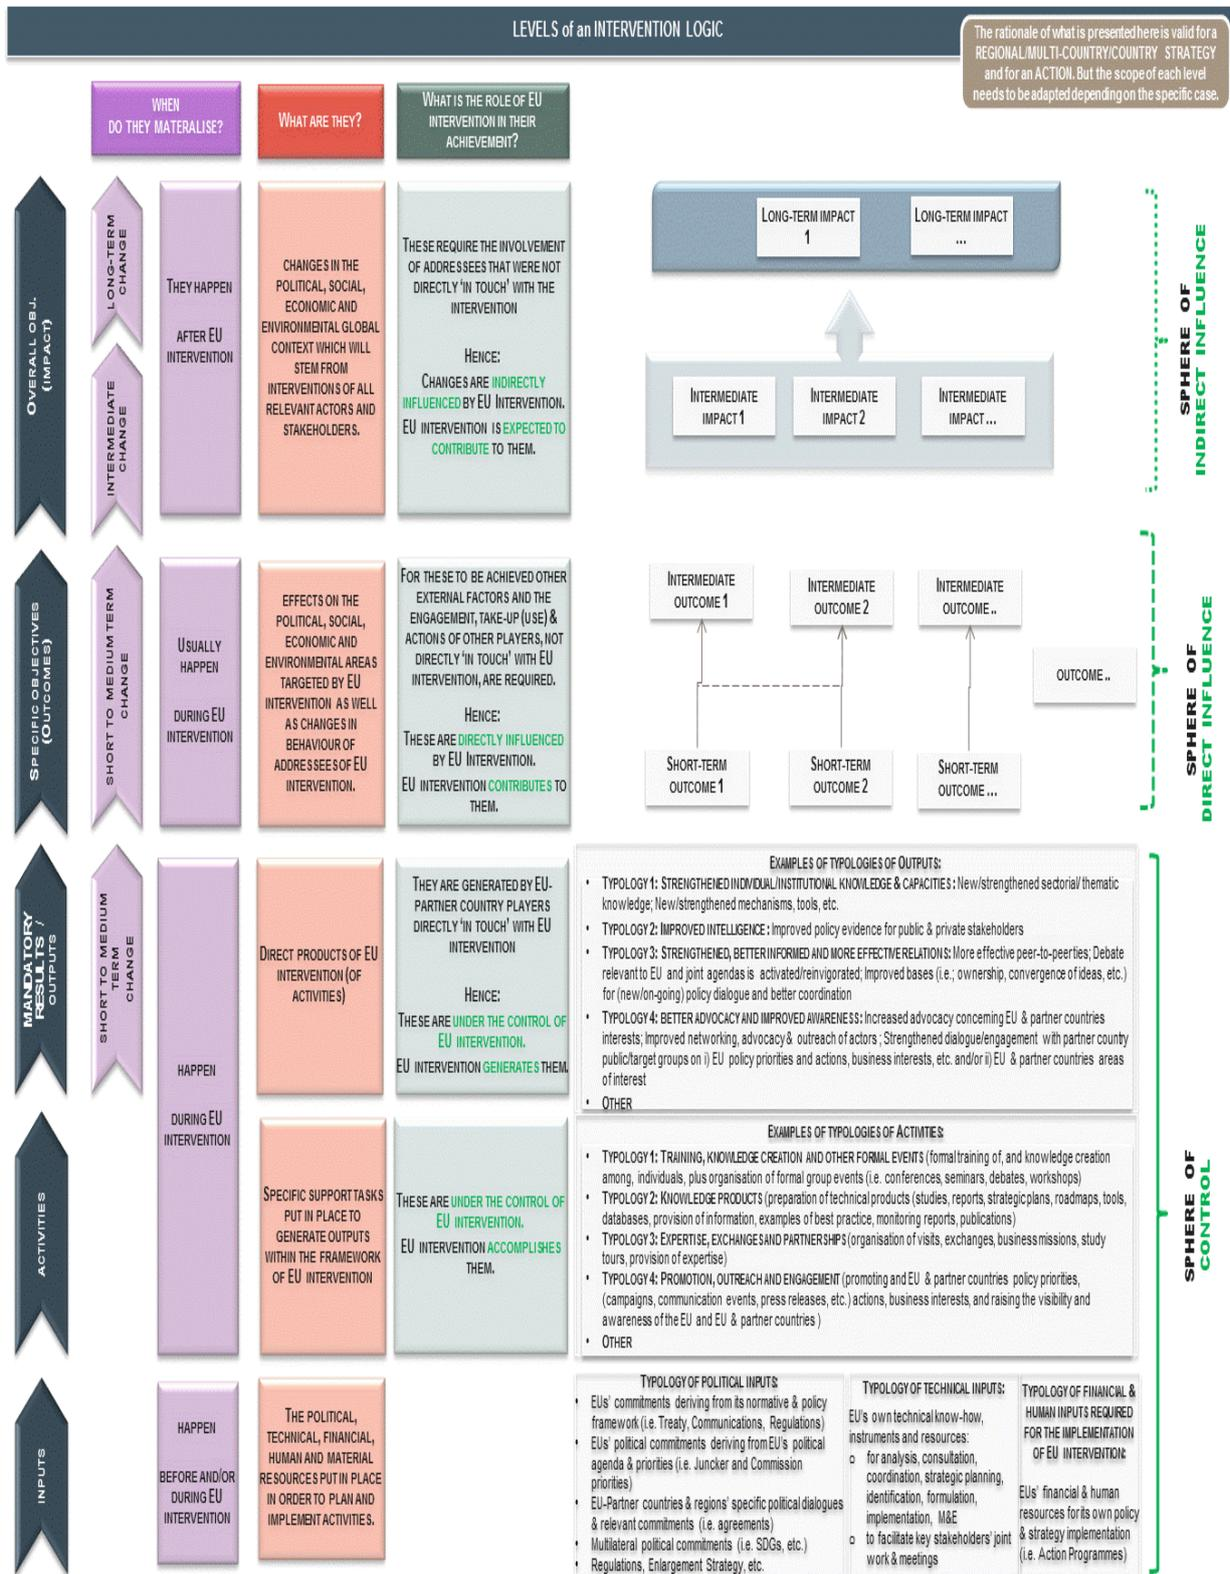 LEVELS of an INTERVENTION LOGIC
The rationale of what is presented here is valid for a
REGIONAL/MULTI-COUNTRY/COUNTRY STRATEGY
and for an ACTION. But the scope of each level
needs to be adapted depending on the specific case.
WHEN
DO THEY MATERALISE?
WHAT ARE THEY?
WHAT IS THE ROLE OF EU
INTERVENTION IN THEIR
ACHIEVEMENT?
OVERALL OBJ.
(IMPACT)
LONG-TERM
CHANGE
INTERMEDIATE
CHANGE
THEY HAPPEN
AFTER EU
INTERVENTION
CHANGES IN THE
POLITICAL, SOCIAL,
ECONOMIC AND
ENVIRONMENTAL GLOBAL
CONTEXT WHICH WILL
STEM FROM
INTERVENTIONS OF ALL
RELEVANT ACTORS AND
STAKEHOLDERS.
THESE REQUIRE THE INVOLVEMENT
OF ADDRESSEES THAT WERE NOT
DIRECTLY 'IN TOUCH' WITH THE
INTERVENTION
HENCE:
CHANGES ARE INDIRECTLY
INFLUENCED BY EU INTERVENTION.
EU INTERVENTION IS EXPECTED TO
CONTRIBUTE TO THEM.
LONG-TERM IMPACT
1
LONG-TERM IMPACT
...
INTERMEDIATE
IMPACT 1
INTERMEDIATE
IMPACT 2
INTERMEDIATE
IMPACT ...
SPHERE OF
INDIRECT INFLUENCE
SPECIFIC OBJECTIVES
(OUTCOMES)
SHORT TO MEDIUM TERM
CHANGE
USUALLY
HAPPEN
DURING EU
INTERVENTION
EFFECTS ON THE
POLITICAL, SOCIAL,
ECONOMIC AND
ENVIRONMENTAL AREAS
TARGETED BY EU
INTERVENTION AS WELL
AS CHANGES IN
BEHAVIOUR OF
ADDRESSEES OF EU
INTERVENTION.
FOR THESE TO BE ACHIEVED OTHER
EXTERNAL FACTORS AND THE
ENGAGEMENT, TAKE-UP (USE) &
ACTIONS OF OTHER PLAYERS, NOT
DIRECTLY 'IN TOUCH' WITH EU
INTERVENTION, ARE REQUIRED.
HENCE:
THESE ARE DIRECTLY INFLUENCED
BY EU INTERVENTION.
EU INTERVENTION CONTRIBUTES TO
THEM.
INTERMEDIATE
OUTCOME 1
INTERMEDIATE
OUTCOME 2
INTERMEDIATE
OUTCOME ..
OUTCOME ..
SHORT-TERM
OUTCOME 1
SHORT-TERM
OUTCOME 2
SHORT-TERM
OUTCOME ...
SPHERE OF
DIRECT INFLUENCE
MANDATORY
RESULTS /
OUTPUTS
SHORT TO MEDIUM
TERM
CHANGE
HAPPEN
DURING EU
INTERVENTION
DIRECT PRODUCTS OF EU
INTERVENTION (OF
ACTIVITIES)
THEY ARE GENERATED BY EU-
PARTNER COUNTRY PLAYERS
DIRECTLY 'IN TOUCH' WITH EU
INTERVENTION
HENCE:
THESE ARE UNDER THE CONTROL OF
EU INTERVENTION.
EU INTERVENTION GENERATES THEM.
EXAMPLES OF TYPOLOGIES OF OUTPUTS:
• TYPOLOGY 1: STRENGTHENED INDIVIDUAL/INSTITUTIONAL KNOWLEDGE & CAPACITIES: New/strengthened sectorial/ thematic
knowledge; New/strengthened mechanisms, tools, etc.
• TYPOLOGY 2: IMPROVED INTELLIGENCE: Improved policy evidence for public & private stakeholders
• TYPOLOGY 3: STRENGTHENED, BETTER INFORMED AND MORE EFFECTIVE RELATIONS: More effective peer-to-peerties; Debate
relevant to EU and joint agendas is activated/reinvigorated; Improved bases (i.e.; ownership, convergence of ideas, etc.)
for (new/on-going) policy dialogue and better coordination
• TYPOLOGY 4: BETTER ADVOCACY AND IMPROVED AWARENESS: Increased advocacy concerning EU & partner countries
interests; Improved networking, advocacy & outreach of actors ; Strengthened dialogue/engagement with partner county
public/target groups on i) EU policy priorities and actions, business interests, etc. and/or ii) EU & partner countries areas
of interest
• OTHER
ACTIVITIES
SPECIFIC SUPPORT TASKS
PUT IN PLACE TO
GENERATE OUTPUTS
WITHIN THE FRAMEWORK
OF EU INTERVENTION
THESE ARE UNDER THE CONTROL OF
EU INTERVENTION.
EU INTERVENTION ACCOMPLISHES
THEM.
EXAMPLES OF TYPOLOGIES OF ACTIVITIES:
• TYPOLOGY 1: TRAINING, KNOWLEDGE CREATION AND OTHER FORMAL EVENTS (formal training of, and knowledge creation
among, individuals, plus organisation of formal group events (i.e. conferences, seminars, debates, workshops)
• TYPOLOGY 2: KNOWLEDGE PRODUCTS (preparation of technical products (studies, reports, strategic plans, roadmaps, tools,
databases, provision of information, examples of best practice, monitoring reports, publications)
• TYPOLOGY 3: EXPERTISE, EXCHANGES AND PARTNERSHIPS (organisation of visits, exchanges, business missions, study
tours, provision of expertise)
• TYPOLOGY 4: PROMOTION, OUTREACH AND ENGAGEMENT (promoting and EU & partner countries policy priorities,
(campaigns, communication events, press releases, etc.) actions, business interests, and raising the visibility and
awareness of the EU and EU & partner countries )
• OTHER
SPHERE OF
CONTROL
INPUTS
HAPPEN
BEFORE AND/OR
DURING EU
INTERVENTION
THE POLITICAL,
TECHNICAL, FINANCIAL,
HUMAN AND MATERIAL
RESOURCES PUT IN PLACE
IN ORDER TO PLAN AND
IMPLEMENT ACTIVITIES.
TYPOLOGY OF POLITICAL INPUTS:
• EUs' commitments deriving from its normative & policy
framework (i.e. Treaty, Communications, Regulations)
• EUs' political commitments deriving from EU's political
agenda & priorities (i.e. Juncker and Commission
priorities)
• EU-Partner countries & regions' specific political dialogues
& relevant commitments (i.e. agreements)
• Multilateral political commitments (i.e. SDGs, etc.)
• Regulations, Enlargement Strategy, etc.
TYPOLOGY OF TECHNICAL INPUTS:
EU's own technical know-how,
instruments and resources:
o for analysis, consultation,
coordination, strategic planning,
identification, formulation,
implementation, M&E
o to facilitate key stakeholders' joint
work & meetings
TYPOLOGY OF FINANCIAL &
HUMAN INPUTS REQUIRED
FOR THE IMPLEMENTATION
OF EU INTERVENTION:
EUs' financial & human
resources for its own policy
& strategy implementation
(i.e. Action Programmes)